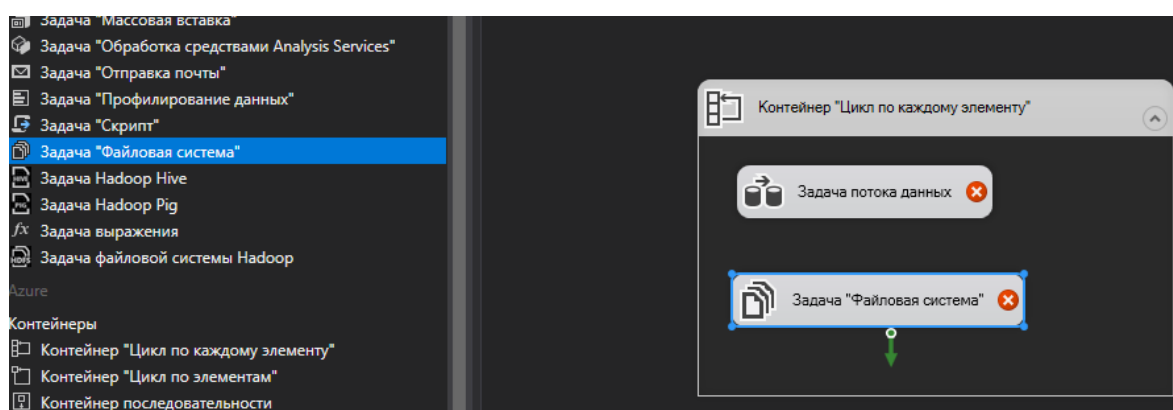 Задача "Массовая вставка"
Задача "Обработка средствами Analysis Services"
Задача "Отправка почты"
Задача "Профилирование данных"
Задача "Скрипт"
Задача "Файловая система"
Задача Hadoop Hive
Задача Hadoop Pig
Задача выражения
Задача файловой системы Hadoop
Azure
Контейнеры
Контейнер "Цикл по каждому элементу"
Контейнер "Цикл по элементам"
Контейнер последовательности
Контейнер "Цикл по каждому элементу"
Задача потока данных
Задача "Файловая система"